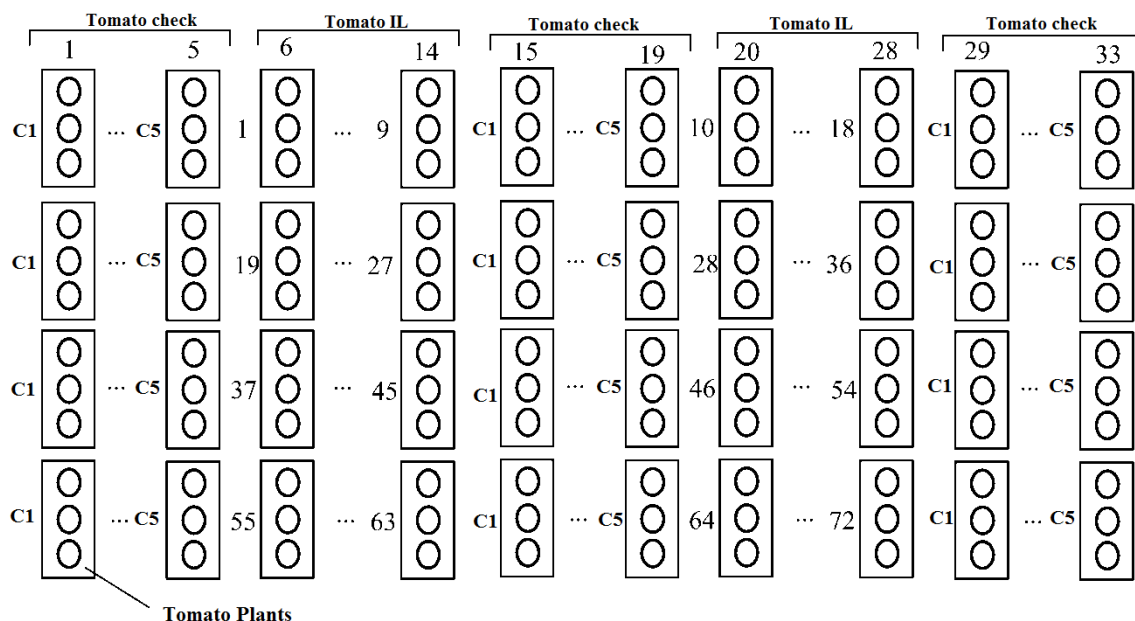 Tomato check Tomato IL Tomato check Tomato IL Tomato check
1 5 6 14 15 19 20 28 29 33
C1 ... C5 1 ... 9 C1 ... C5 10 ... 18 C1 ... C5
C1 ... C5 19 ... 27 C1 ... C5 28 ... 36 C1 ... C5
C1 ... C5 37 ... 45 C1 ... C5 46 ... 54 C1 ... C5
C1 ... C5 55 ... 63 C1 ... C5 64 ... 72 C1 ... C5
Tomato Plants